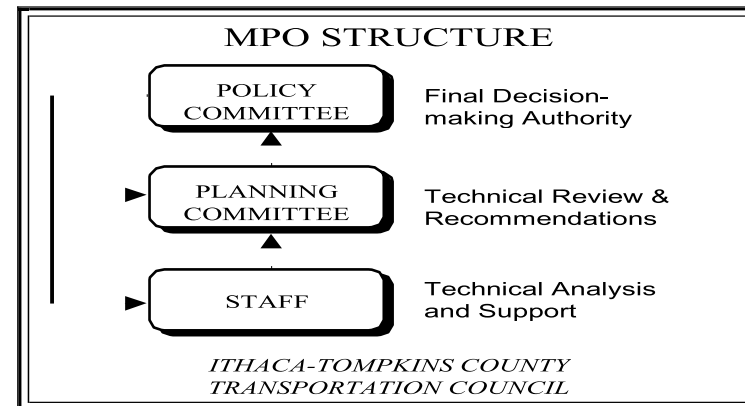 MPO STRUCTURE
POLICY
COMMITTEE
Final Decision-
making Authority
PLANNING
COMMITTEE
Technical Review &
Recommendations
STAFF
Technical Analysis
and Support
ITHACA-TOMPKINS COUNTY
TRANSPORTATION COUNCIL